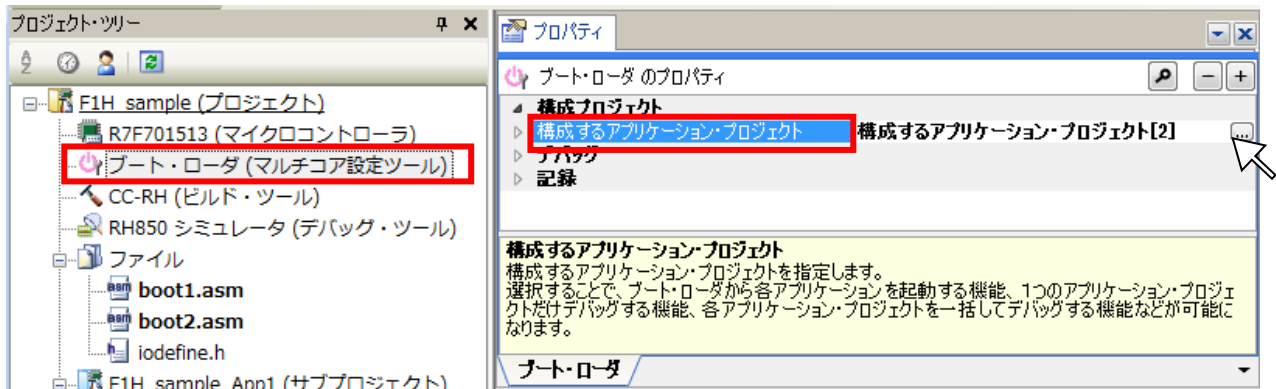 プロジェクト・ツリー
F1H_sample (プロジェクト)
R7F701513 (マイクロコントローラ)
ブート・ローダ (マルチコア設定ツール)
CC-RH (ビルド・ツール)
RH850 シミュレータ (デバッグ・ツール)
ファイル
boot1.asm
boot2.asm
iodefine.h
F1H_sample_App1 (サブプロジェクト)
プロパティ
ブート・ローダ のプロパティ
構成プロジェクト
構成するアプリケーション・プロジェクト 構成するアプリケーション・プロジェクト[2] ...
デバッグ
記録
構成するアプリケーション・プロジェクト
構成するアプリケーション・プロジェクトを指定します。
選択することで、ブート・ローダから各アプリケーションを起動する機能、1つのアプリケーション・プロジェ
クトだけデバッグする機能、各アプリケーション・プロジェクトを一括してデバッグする機能などが可能に
なります。
ブート・ローダ